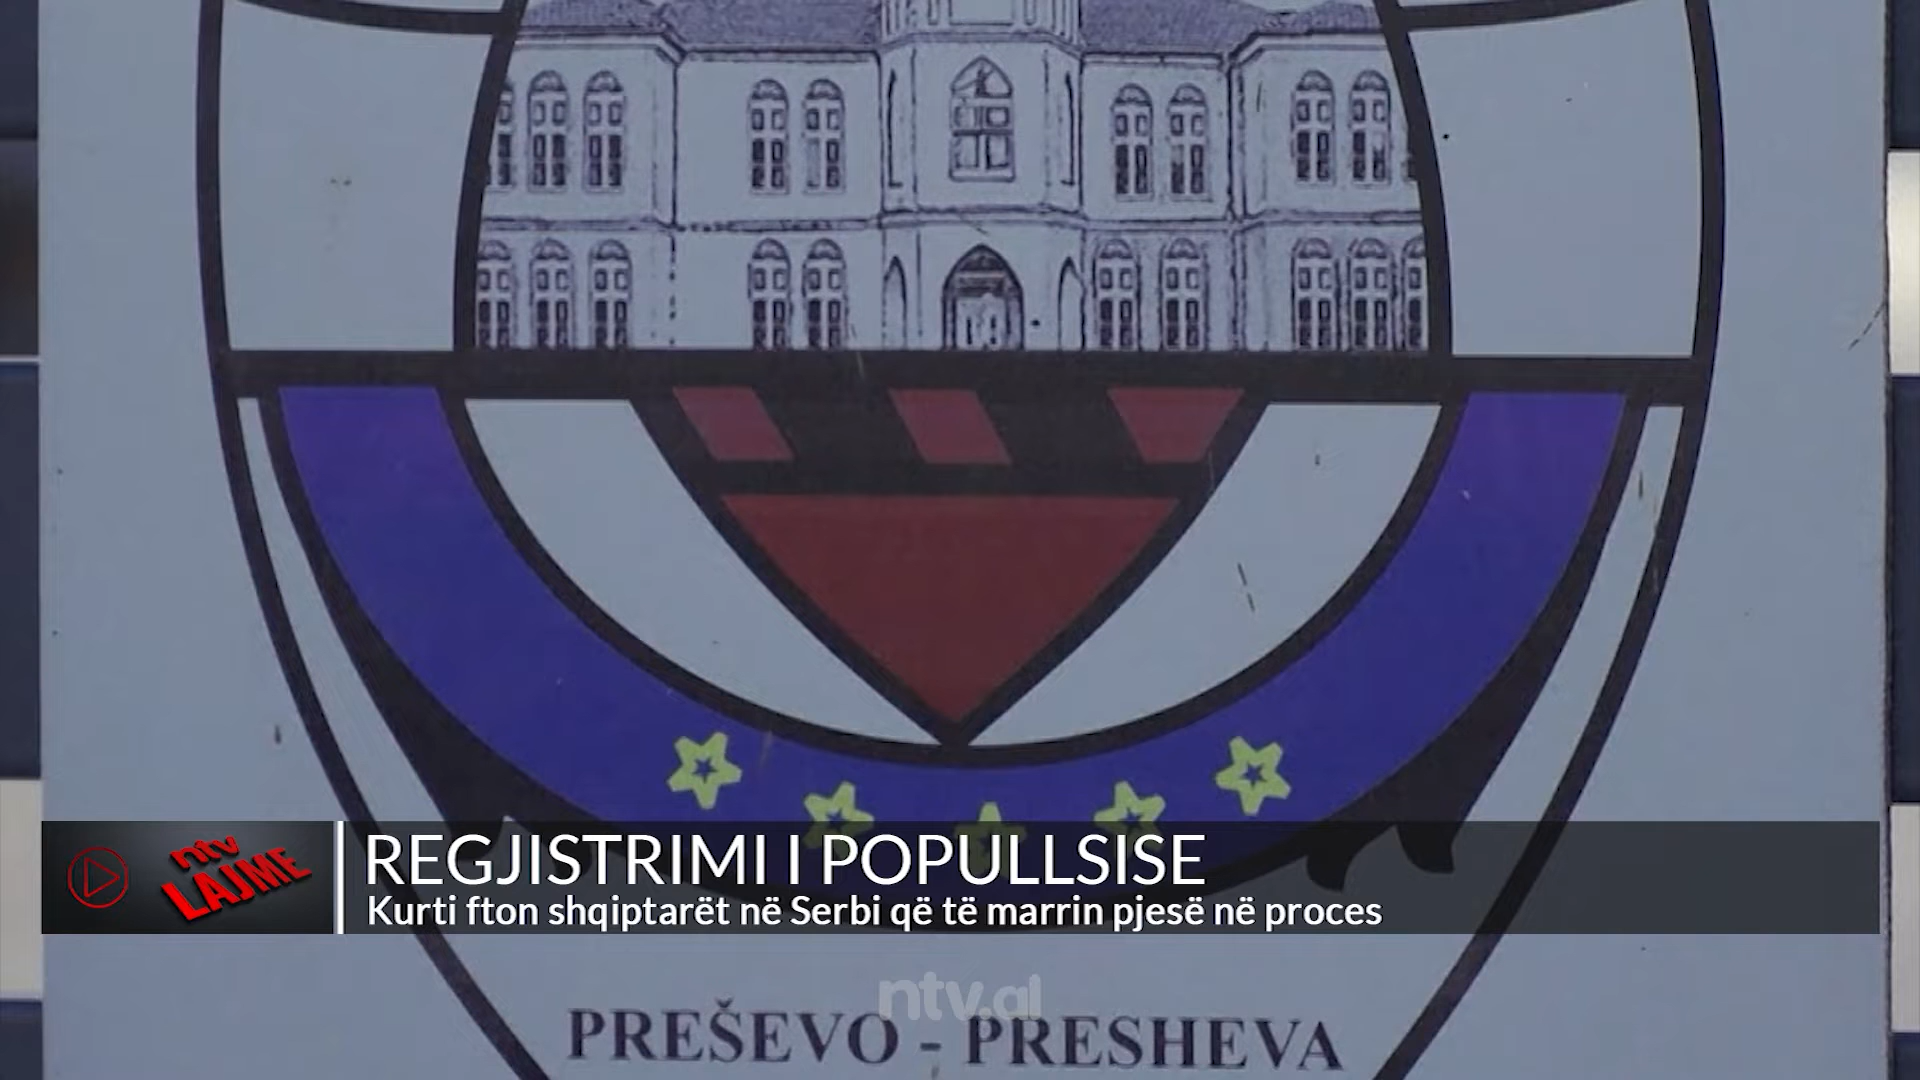 ntv
LAJME
REGJISTRIMI I POPULLSISE
Kurti fton shqiptarët në Serbi që të marrin pjesë në proces
ntv.al
PREŠEVO - PRESHEVA